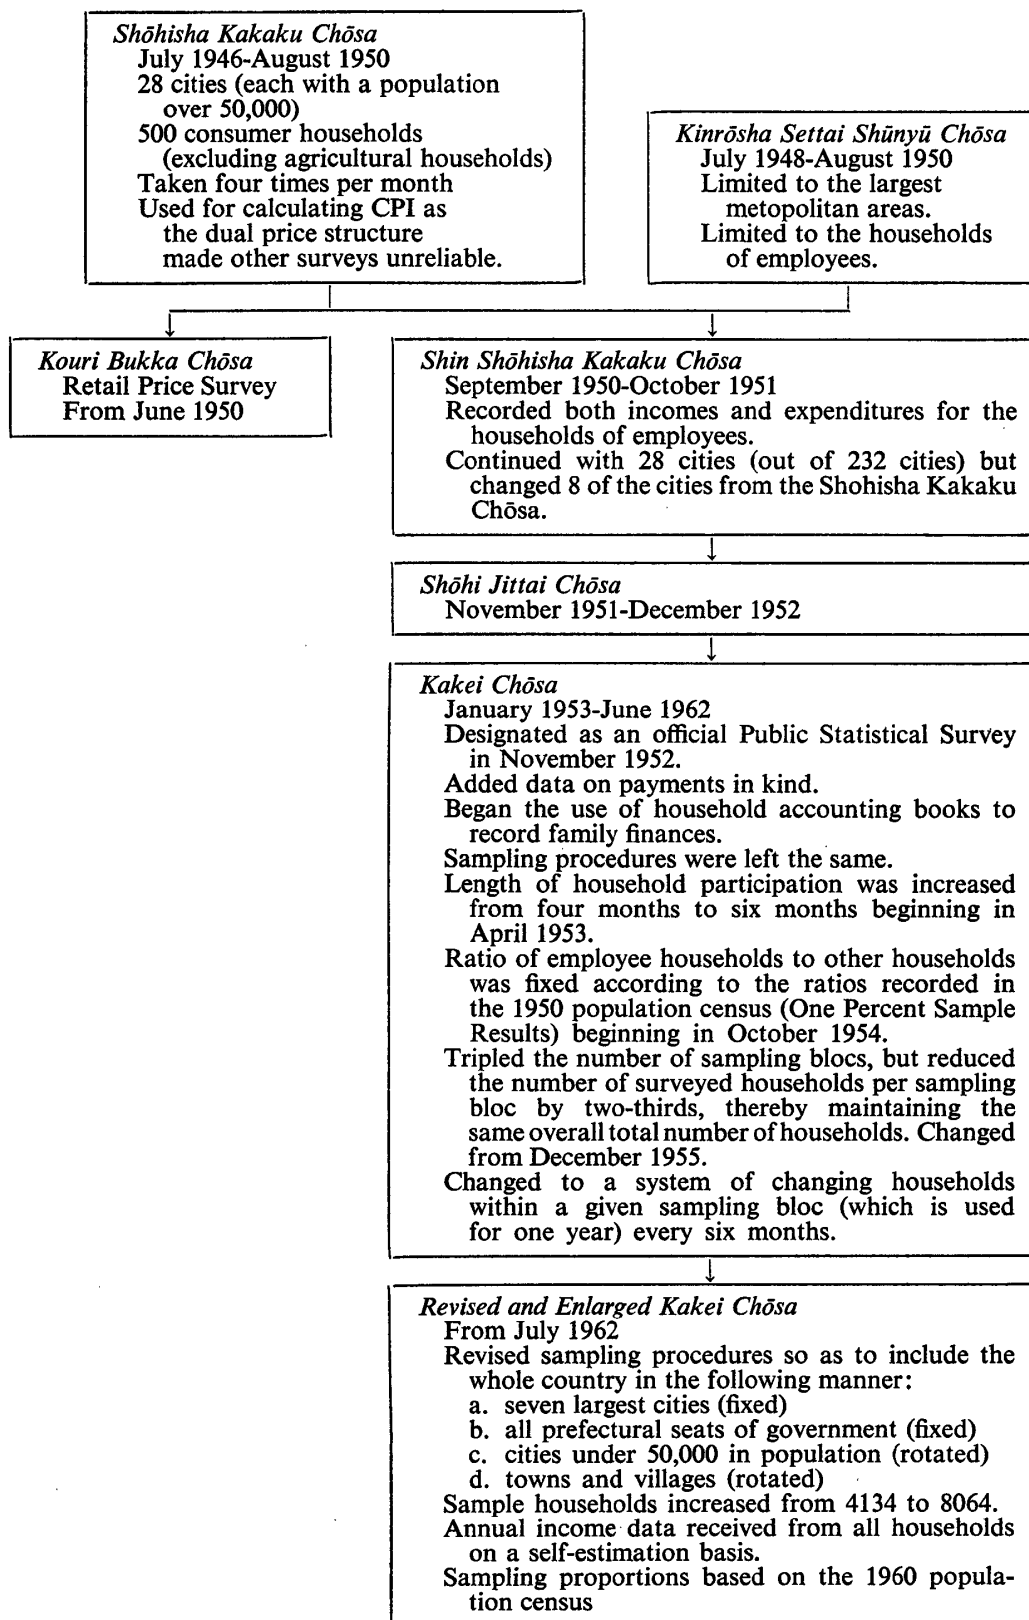 Shōhisha Kakaku Chōsa
July 1946-August 1950
28 cities (each with a population
over 50,000)
500 consumer households
(excluding agricultural households)
Taken four times per month
Used for calculating CPI as
the dual price structure
made other surveys unreliable.
Kinrōsha Settai Shūnyū Chōsa
July 1948-August 1950
Limited to the largest
metopolitan areas.
Limited to the households
of employees.
Kouri Bukka Chōsa
Retail Price Survey
From June 1950
Shin Shōhisha Kakaku Chōsa
September 1950-October 1951
Recorded both incomes and expenditures for the
households of employees.
Continued with 28 cities (out of 232 cities) but
changed 8 of the cities from the Shohisha Kakaku
Chōsa.
Shōhi Jittai Chōsa
November 1951-December 1952
Kakei Chōsa
January 1953-June 1962
Designated as an official Public Statistical Survey
in November 1952.
Added data on payments in kind.
Began the use of household accounting books to
record family finances.
Sampling procedures were left the same.
Length of household participation was increased
from four months to six months beginning in
April 1953.
Ratio of employee households to other households
was fixed according to the ratios recorded in
the 1950 population census (One Percent Sample
Results) beginning in October 1954.
Tripled the number of sampling blocs, but reduced
the number of surveyed households per sampling
bloc by two-thirds, thereby maintaining the
same overall total number of households. Changed
from December 1955.
Changed to a system of changing households
within a given sampling bloc (which is used
for one year) every six months.
Revised and Enlarged Kakei Chōsa
From July 1962
Revised sampling procedures so as to include the
whole country in the following manner:
a. seven largest cities (fixed)
b. all prefectural seats of government (fixed)
c. cities under 50,000 in population (rotated)
d. towns and villages (rotated)
Sample households increased from 4134 to 8064.
Annual income data received from all households
on a self-estimation basis.
Sampling proportions based on the 1960 popula-
tion census